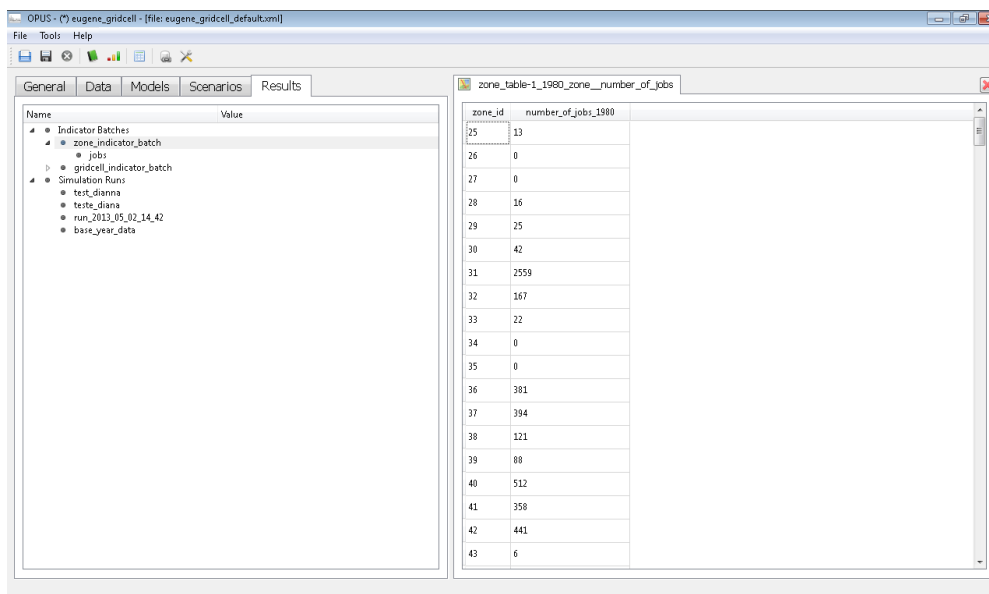 OPUS - (*) eugene_gridcell - [file: eugene_gridcell_default.xml]
File Tools Help
General Data Models Scenarios Results
Name Value
Indicator Batches
zone_indicator_batch
jobs
gridcell_indicator_batch
Simulation Runs
test_dianna
teste_diana
run_2013_05_02_14_42
base_year_data
zone_table-1_1980_zone__number_of_jobs
zone_id number_of_jobs_1980
25 13
26 0
27 0
28 16
29 25
30 42
31 2559
32 167
33 22
34 0
35 0
36 381
37 394
38 121
39 88
40 512
41 358
42 441
43 6